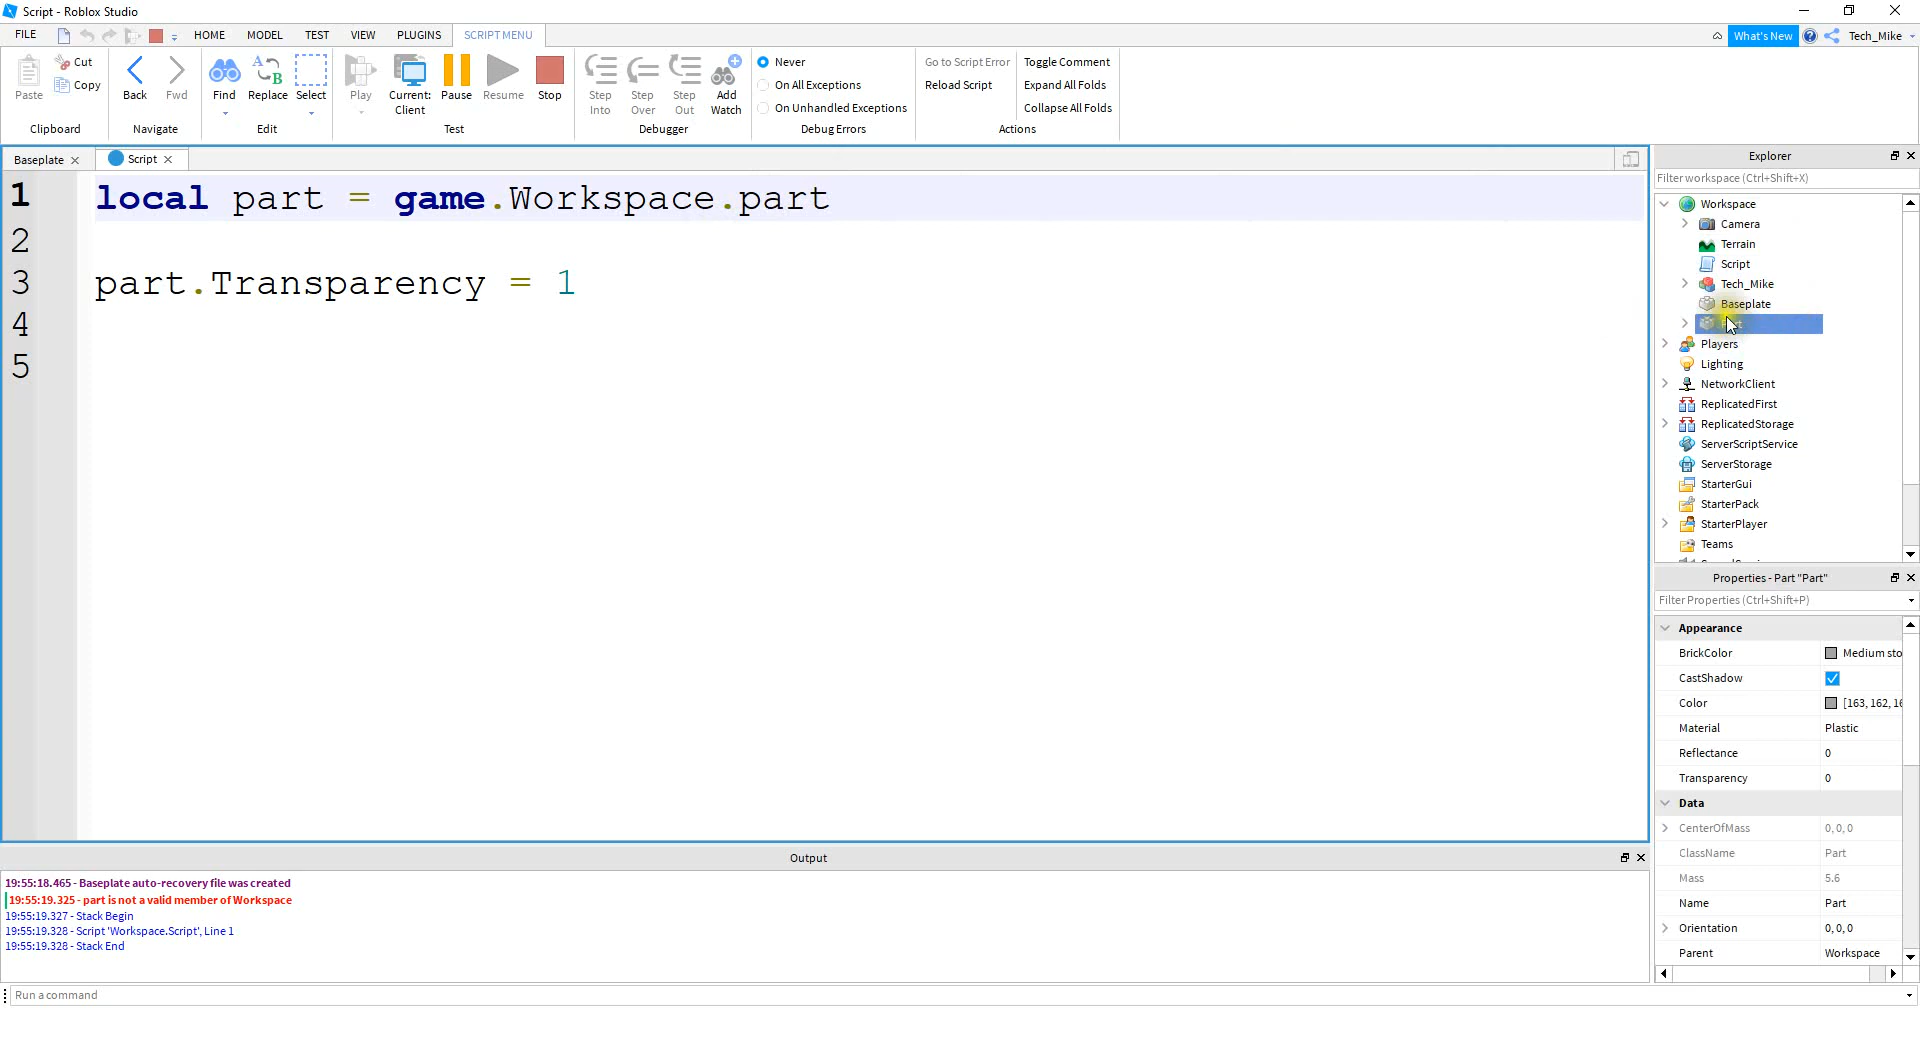 Script - Roblox Studio
FILE HOME MODEL TEST VIEW PLUGINS SCRIPT MENU What's New Tech_Mike
Paste Cut Copy
Clipboard
Back Fwd
Navigate
Find Replace Select
Edit
Play Current: Client Pause Resume Stop
Test
Step Into Step Over Step Out Add Watch
Debugger
Never
On All Exceptions
On Unhandled Exceptions
Debug Errors
Go to Script Error Toggle Comment
Reload Script Expand All Folds
Collapse All Folds
Actions
Baseplate Script
1 local part = game.Workspace.part
2
3 part.Transparency = 1
4
5
Explorer
Filter workspace (Ctrl+Shift+X)
Workspace
Camera
Terrain
Script
Tech_Mike
Baseplate
Players
Lighting
NetworkClient
ReplicatedFirst
ReplicatedStorage
ServerScriptService
ServerStorage
StarterGui
StarterPack
StarterPlayer
Teams
Properties - Part "Part"
Filter Properties (Ctrl+Shift+P)
Appearance
BrickColor Medium sto
CastShadow
Color [163, 162, 16
Material Plastic
Reflectance 0
Transparency 0
Data
CenterOfMass 0, 0, 0
ClassName Part
Mass 5.6
Name Part
Orientation 0, 0, 0
Parent Workspace
Output
19:55:18.465 - Baseplate auto-recovery file was created
19:55:19.325 - part is not a valid member of Workspace
19:55:19.327 - Stack Begin
19:55:19.328 - Script 'Workspace.Script', Line 1
19:55:19.328 - Stack End
Run a command